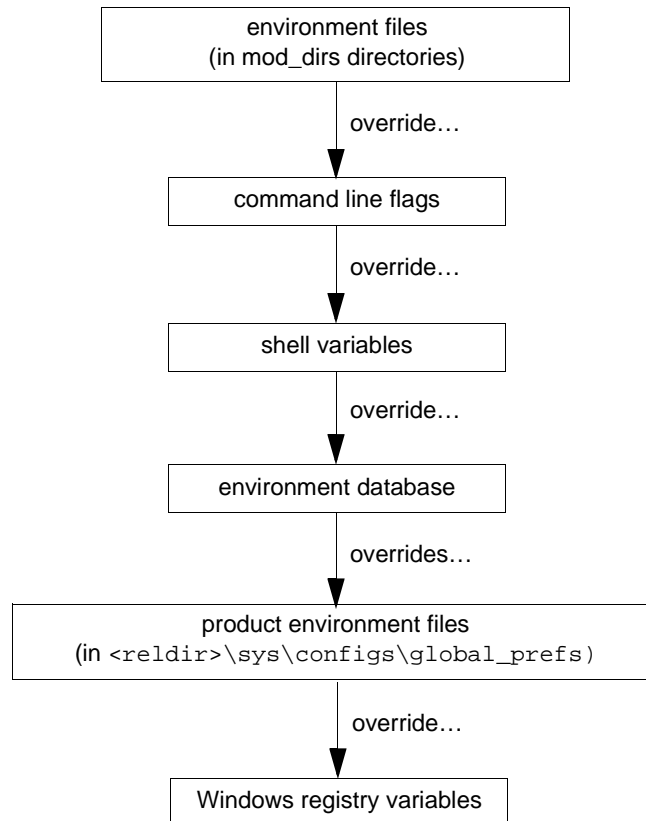 environment files
(in mod_dirs directories)
override…
command line flags
override…
shell variables
override…
environment database
overrides…
product environment files
(in <reldir>\sys\configs\global_prefs)
override…
Windows registry variables